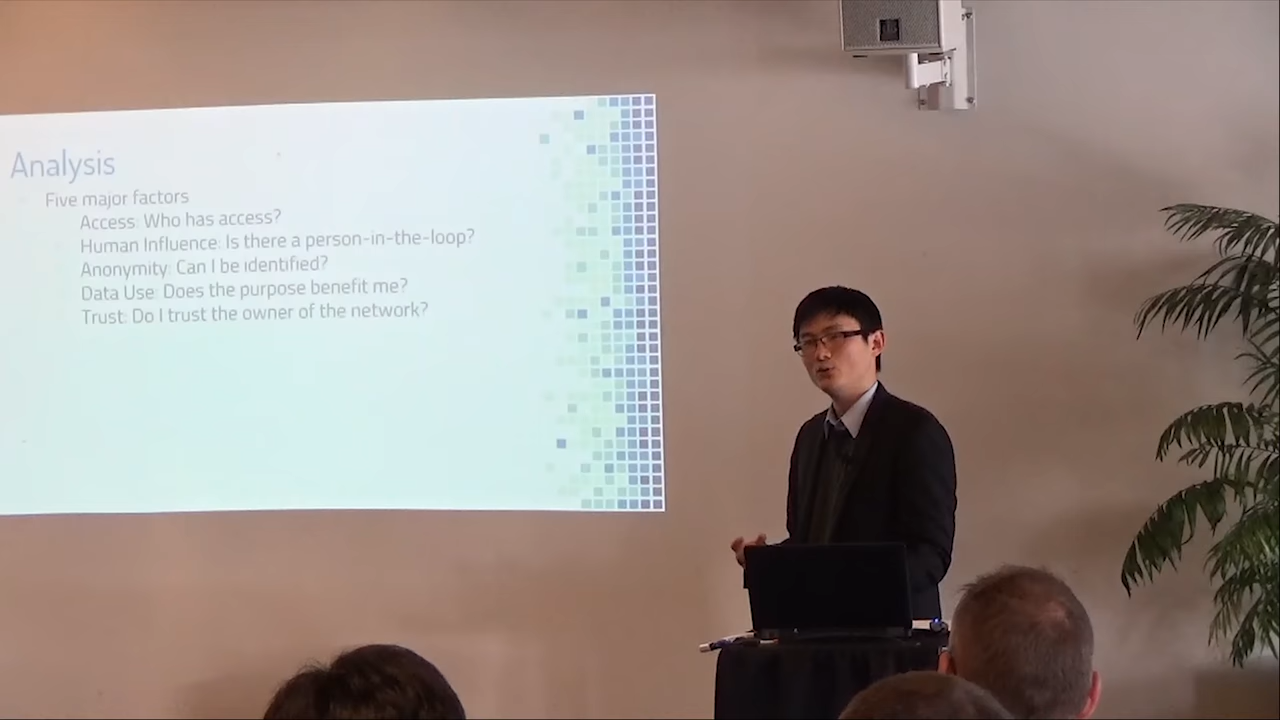 Analysis
Five major factors
Access: Who has access?
Human Influence: Is there a person-in-the-loop?
Anonymity: Can I be identified?
Data Use: Does the purpose benefit me?
Trust: Do I trust the owner of the network?